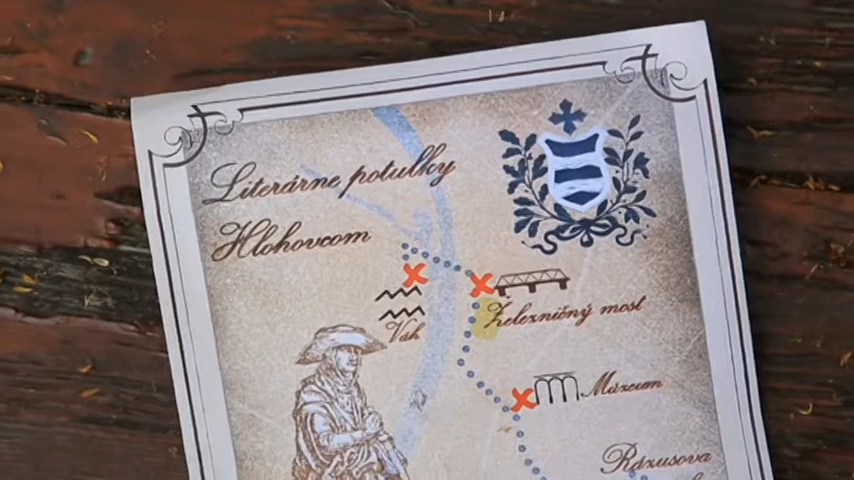 Literárne potulky
Hlohovcom
Váh
Železničný most
Múzeum
Rázusova